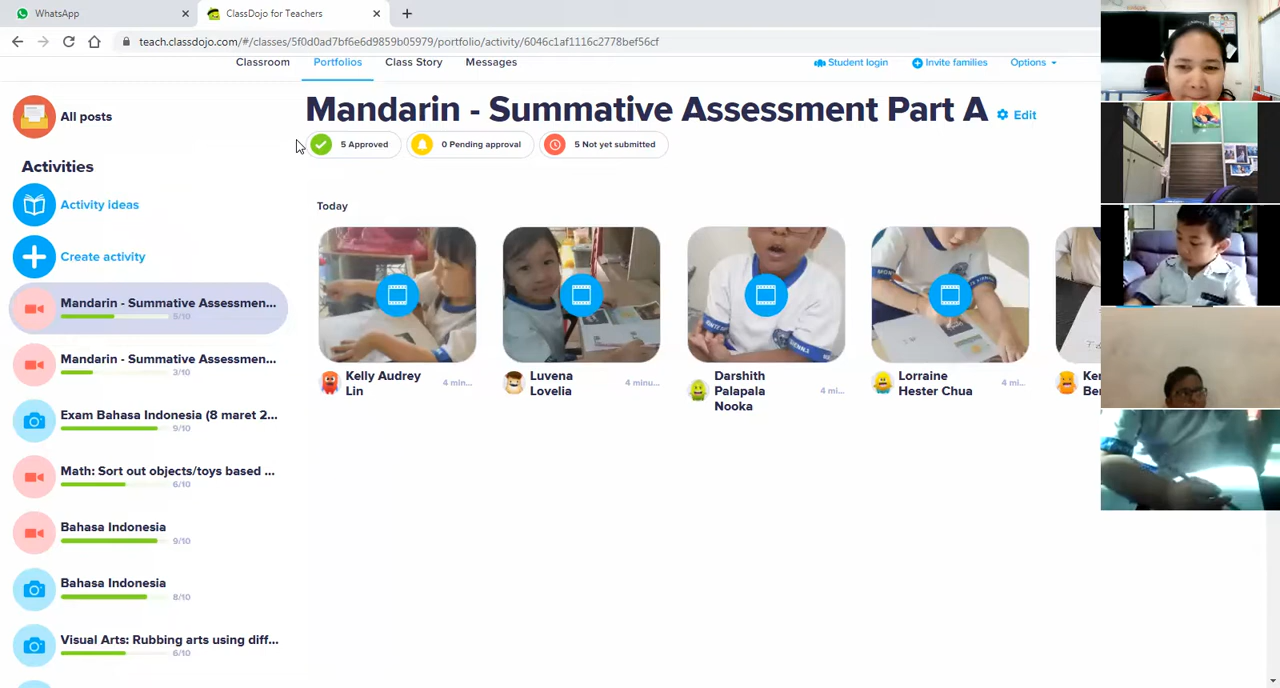 WhatsApp
ClassDojo for Teachers
teach.classdojo.com/#/classes/5f0d0ad7bf6e6d9859b05979/portfolio/activity/6046c1af1116c2778bef56cf
Classroom Portfolios Class Story Messages Student login Invite families Options
All posts
Activities
Activity ideas
Create activity
Mandarin - Summative Assessmen...
5/10
Mandarin - Summative Assessmen...
3/10
Exam Bahasa Indonesia (8 maret 2...
9/10
Math: Sort out objects/toys based ...
6/10
Bahasa Indonesia
9/10
Bahasa Indonesia
8/10
Visual Arts: Rubbing arts using diff...
6/10
Mandarin - Summative Assessment Part A
Edit
5 Approved
0 Pending approval
5 Not yet submitted
Today
Kelly Audrey
Lin
4 min...
Luvena
Lovelia
4 minu...
Darshith
Palapala
Nooka
4 mi...
Lorraine
Hester Chua
4 mi...